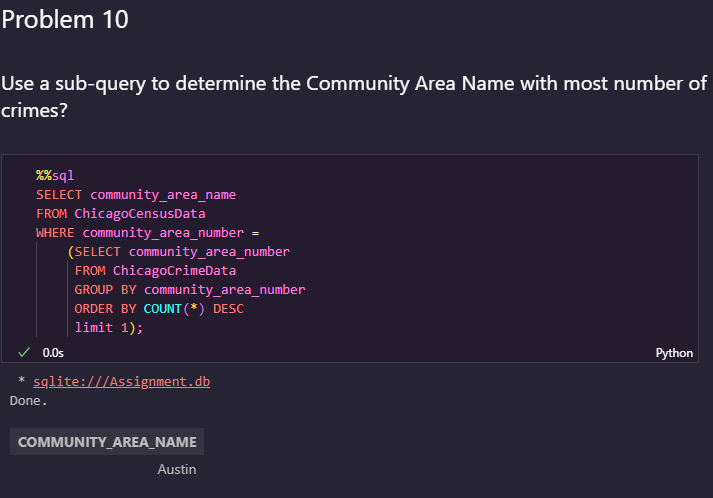 Problem 10
Use a sub-query to determine the Community Area Name with most number of
crimes?
%%sql
SELECT community_area_name
FROM ChicagoCensusData
WHERE community_area_number =
(SELECT community_area_number
FROM ChicagoCrimeData
GROUP BY community_area_number
ORDER BY COUNT(*) DESC
limit 1);
0.0s
Python
* sqlite:///Assignment.db
Done.
COMMUNITY_AREA_NAME
Austin